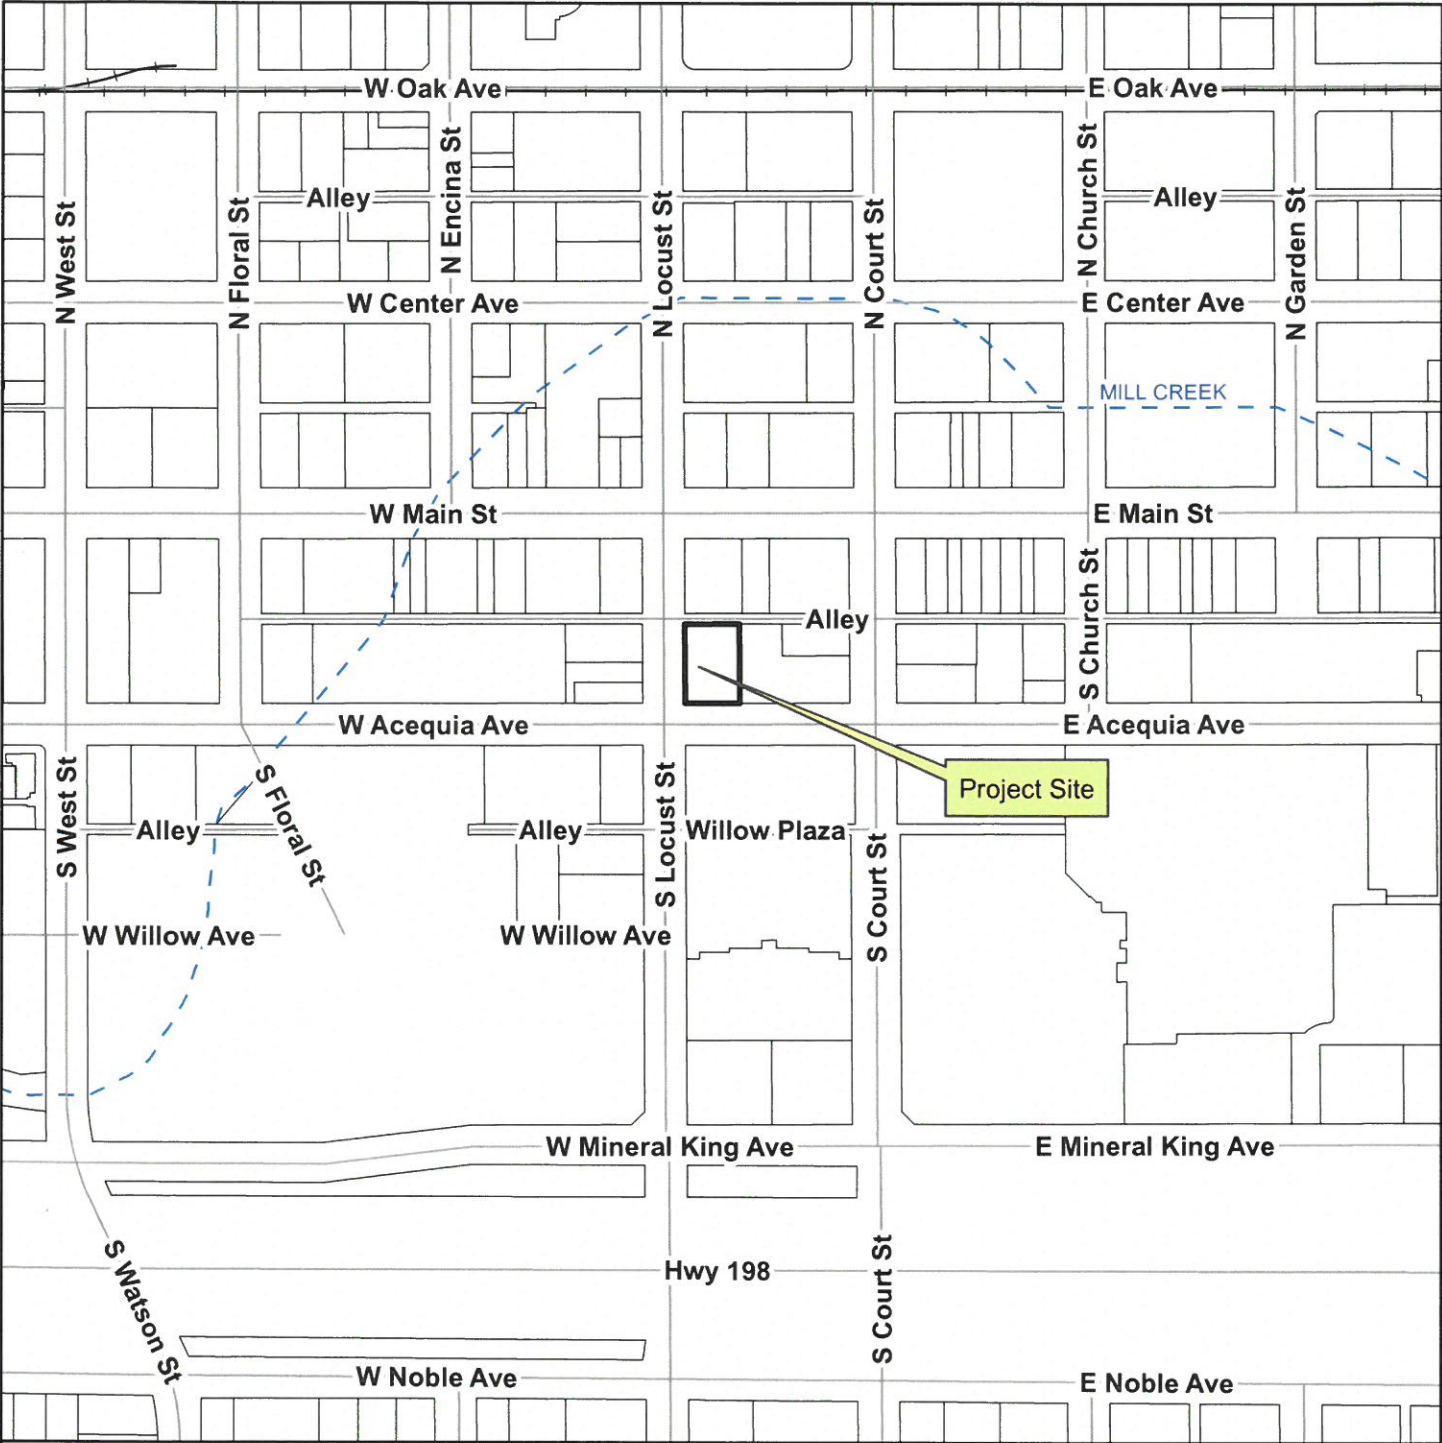 W Oak Ave
E Oak Ave
N West St
N Floral St
Alley
N Encina St
N Locust St
N Court St
N Church St
Alley
N Garden St
W Center Ave
E Center Ave
MILL CREEK
W Main St
E Main St
Alley
S Church St
W Acequia Ave
E Acequia Ave
S West St
S Floral St
S Locust St
Project Site
Alley
Alley
Willow Plaza
S Court St
W Willow Ave
W Willow Ave
W Mineral King Ave
E Mineral King Ave
S Watson St
Hwy 198
S Court St
W Noble Ave
E Noble Ave